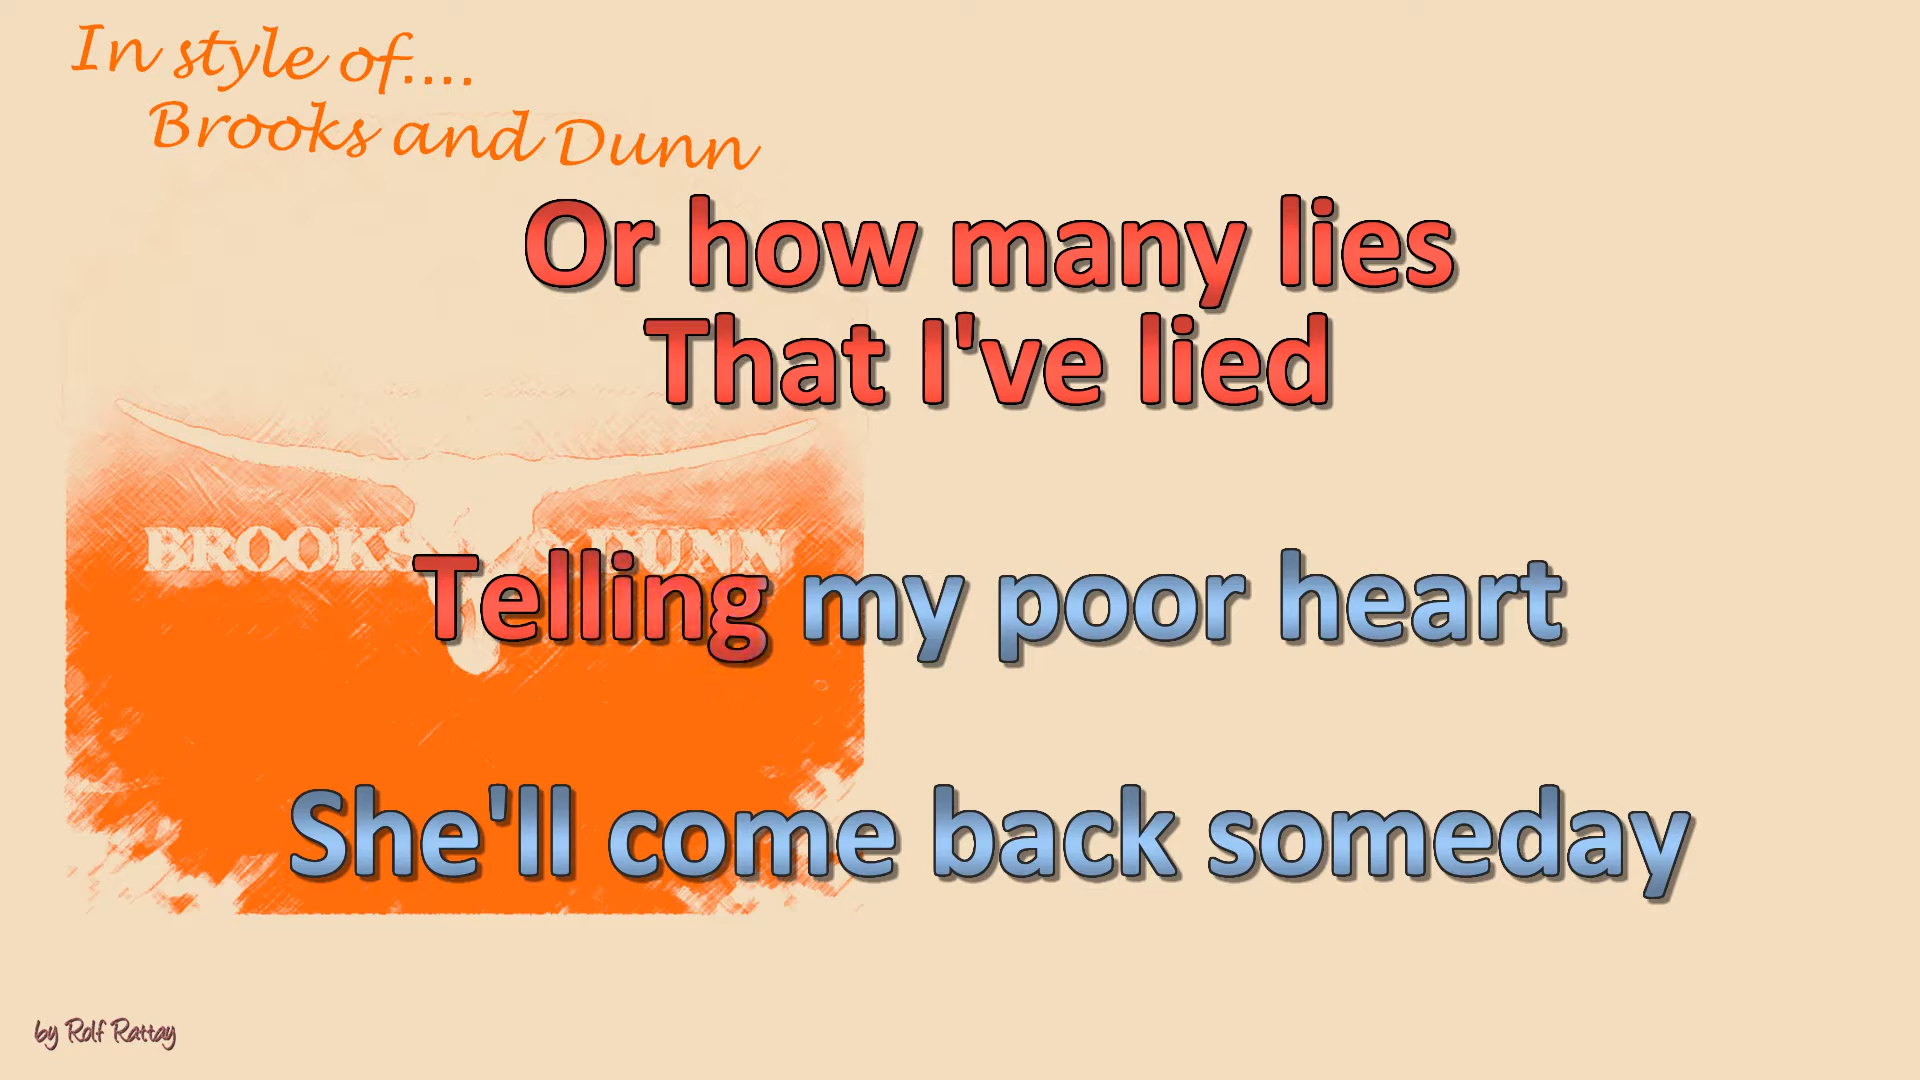 In style of....
Brooks and Dunn
Or how many lies
That I've lied
BROOKS & DUNN
Telling my poor heart
She'll come back someday
by Rolf Rattay